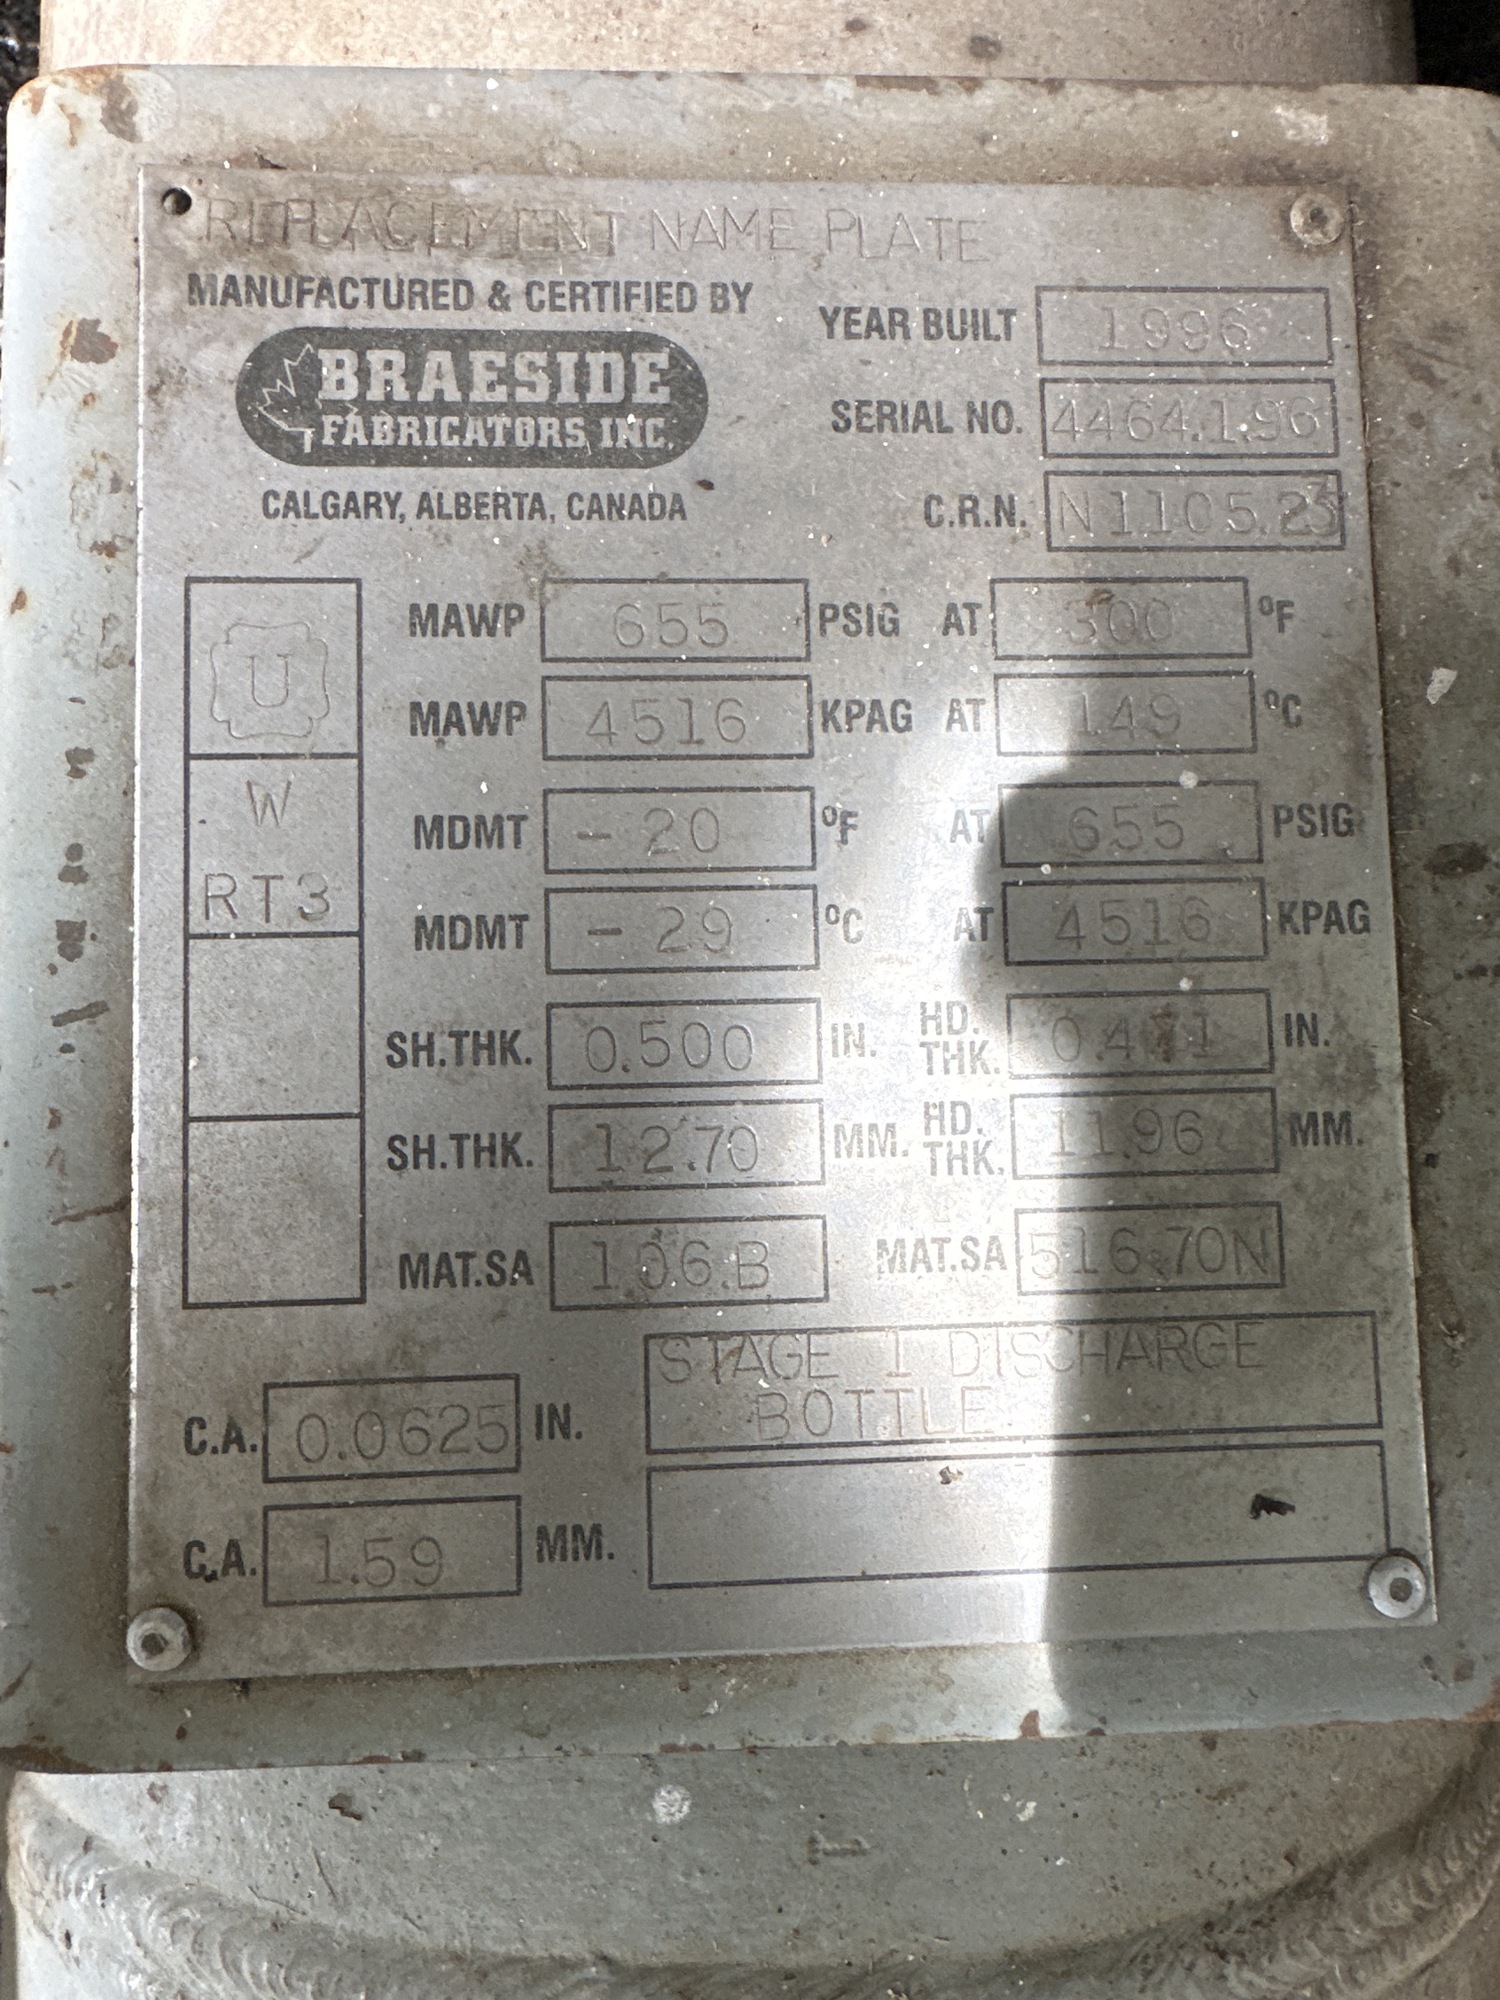 REPLACEMENT NAME PLATE
MANUFACTURED & CERTIFIED BY
BRAESIDE
FABRICATORS INC.
CALGARY, ALBERTA, CANADA
YEAR BUILT 1996
SERIAL NO. 4464.1.96
C.R.N. N1105.23
U
W
RT3
MAWP 655 PSIG AT 300 °F
MAWP 4516 KPAG AT 149 °C
MDMT -20 °F AT 655 PSIG
MDMT -29 °C AT 4516 KPAG
SH.THK. 0.500 IN. HD. THK. 0.471 IN.
SH.THK. 12.70 MM. HD. THK. 11.96 MM.
MAT.SA 106.B MAT.SA 516.70N
STAGE 1 DISCHARGE
BOTTLE
C.A. 0.0625 IN.
C.A. 1.59 MM.